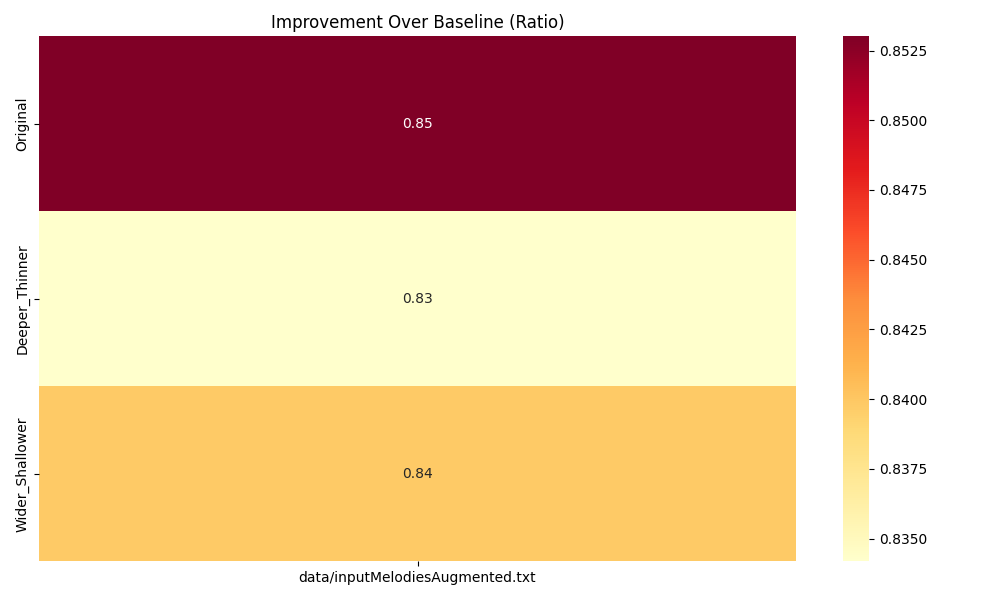 Improvement Over Baseline (Ratio)
Original
0.85
Deeper_Thinner
0.83
Wider_Shallower
0.84
data/inputMelodiesAugmented.txt
0.8525
0.8500
0.8475
0.8450
0.8425
0.8400
0.8375
0.8350